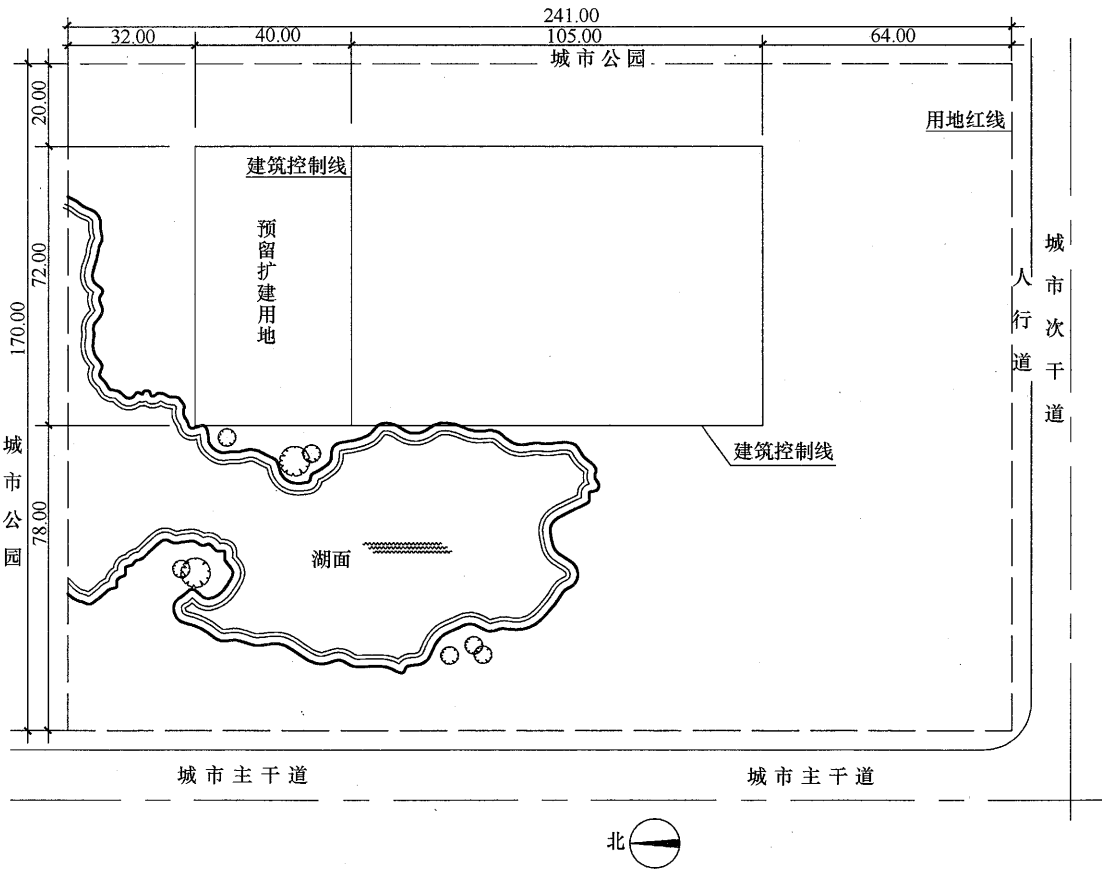 241.00
32.00
40.00
105.00
64.00
城市公园
20.00
用地红线
建筑控制线
预留扩建用地
72.00
170.00
城市次干道
人行道
建筑控制线
城市公园
78.00
湖面
城市主干道
城市主干道
北